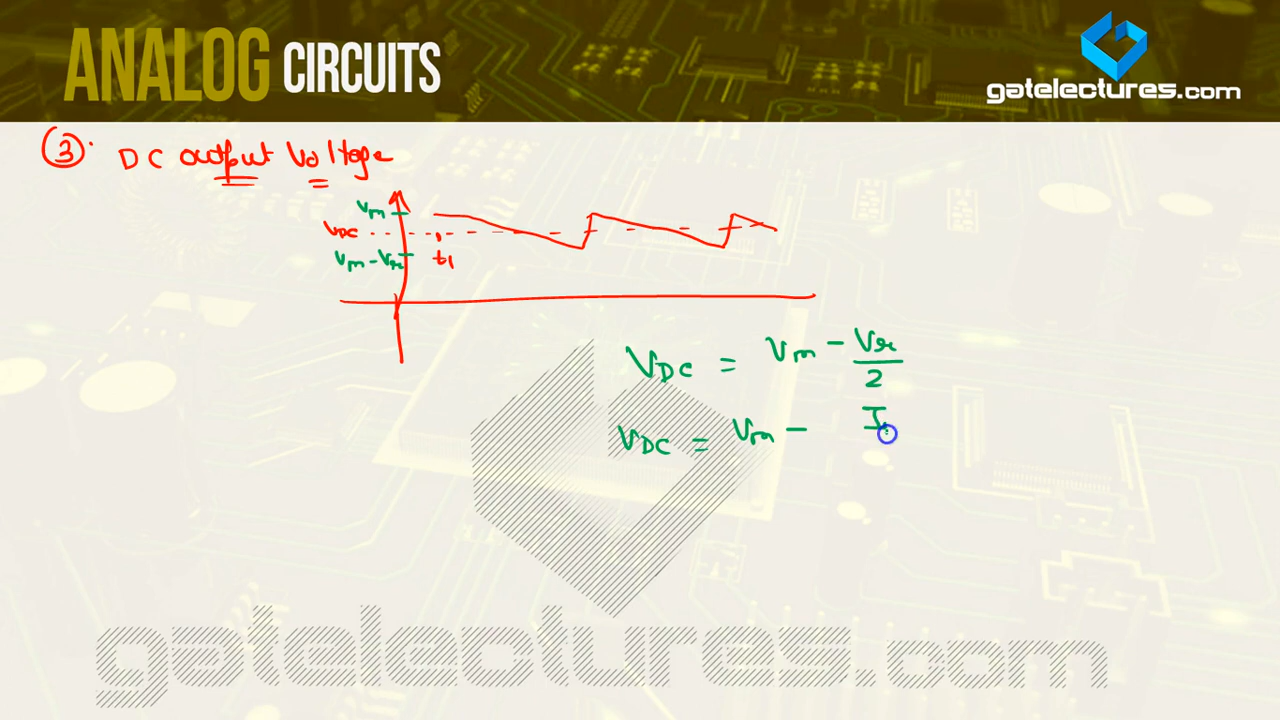 ANALOG CIRCUITS
gatelectures.com
(3). DC output Voltage
Vm
VDC
Vm - Vr
t1
VDC = Vm - Vr/2
VDC = Vm - I
gatelectures.com